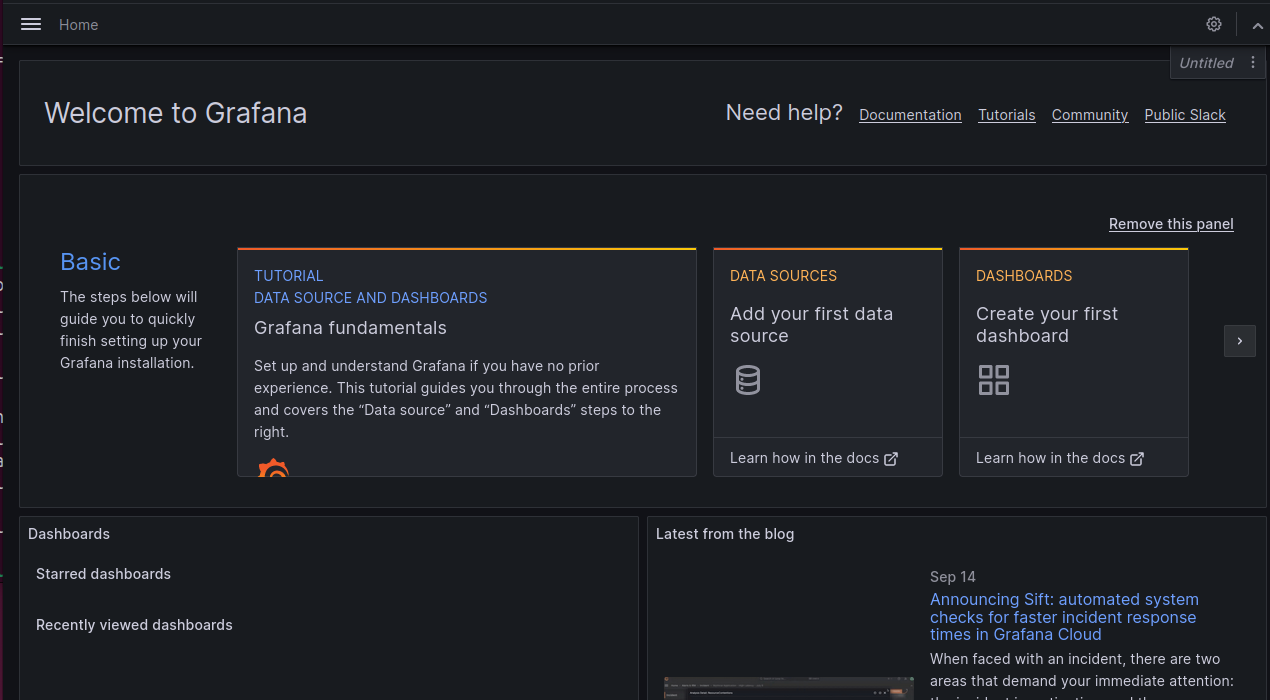 Home
Untitled
Welcome to Grafana
Need help? Documentation Tutorials Community Public Slack
Remove this panel
Basic
The steps below will
guide you to quickly
finish setting up your
Grafana installation.
TUTORIAL
DATA SOURCE AND DASHBOARDS
Grafana fundamentals
Set up and understand Grafana if you have no prior
experience. This tutorial guides you through the entire process
and covers the “Data source” and “Dashboards” steps to the
right.
DATA SOURCES
Add your first data
source
Learn how in the docs
DASHBOARDS
Create your first
dashboard
Learn how in the docs
Dashboards
Starred dashboards
Recently viewed dashboards
Latest from the blog
Sep 14
Announcing Sift: automated system
checks for faster incident response
times in Grafana Cloud
When faced with an incident, there are two
areas that demand your immediate attention: